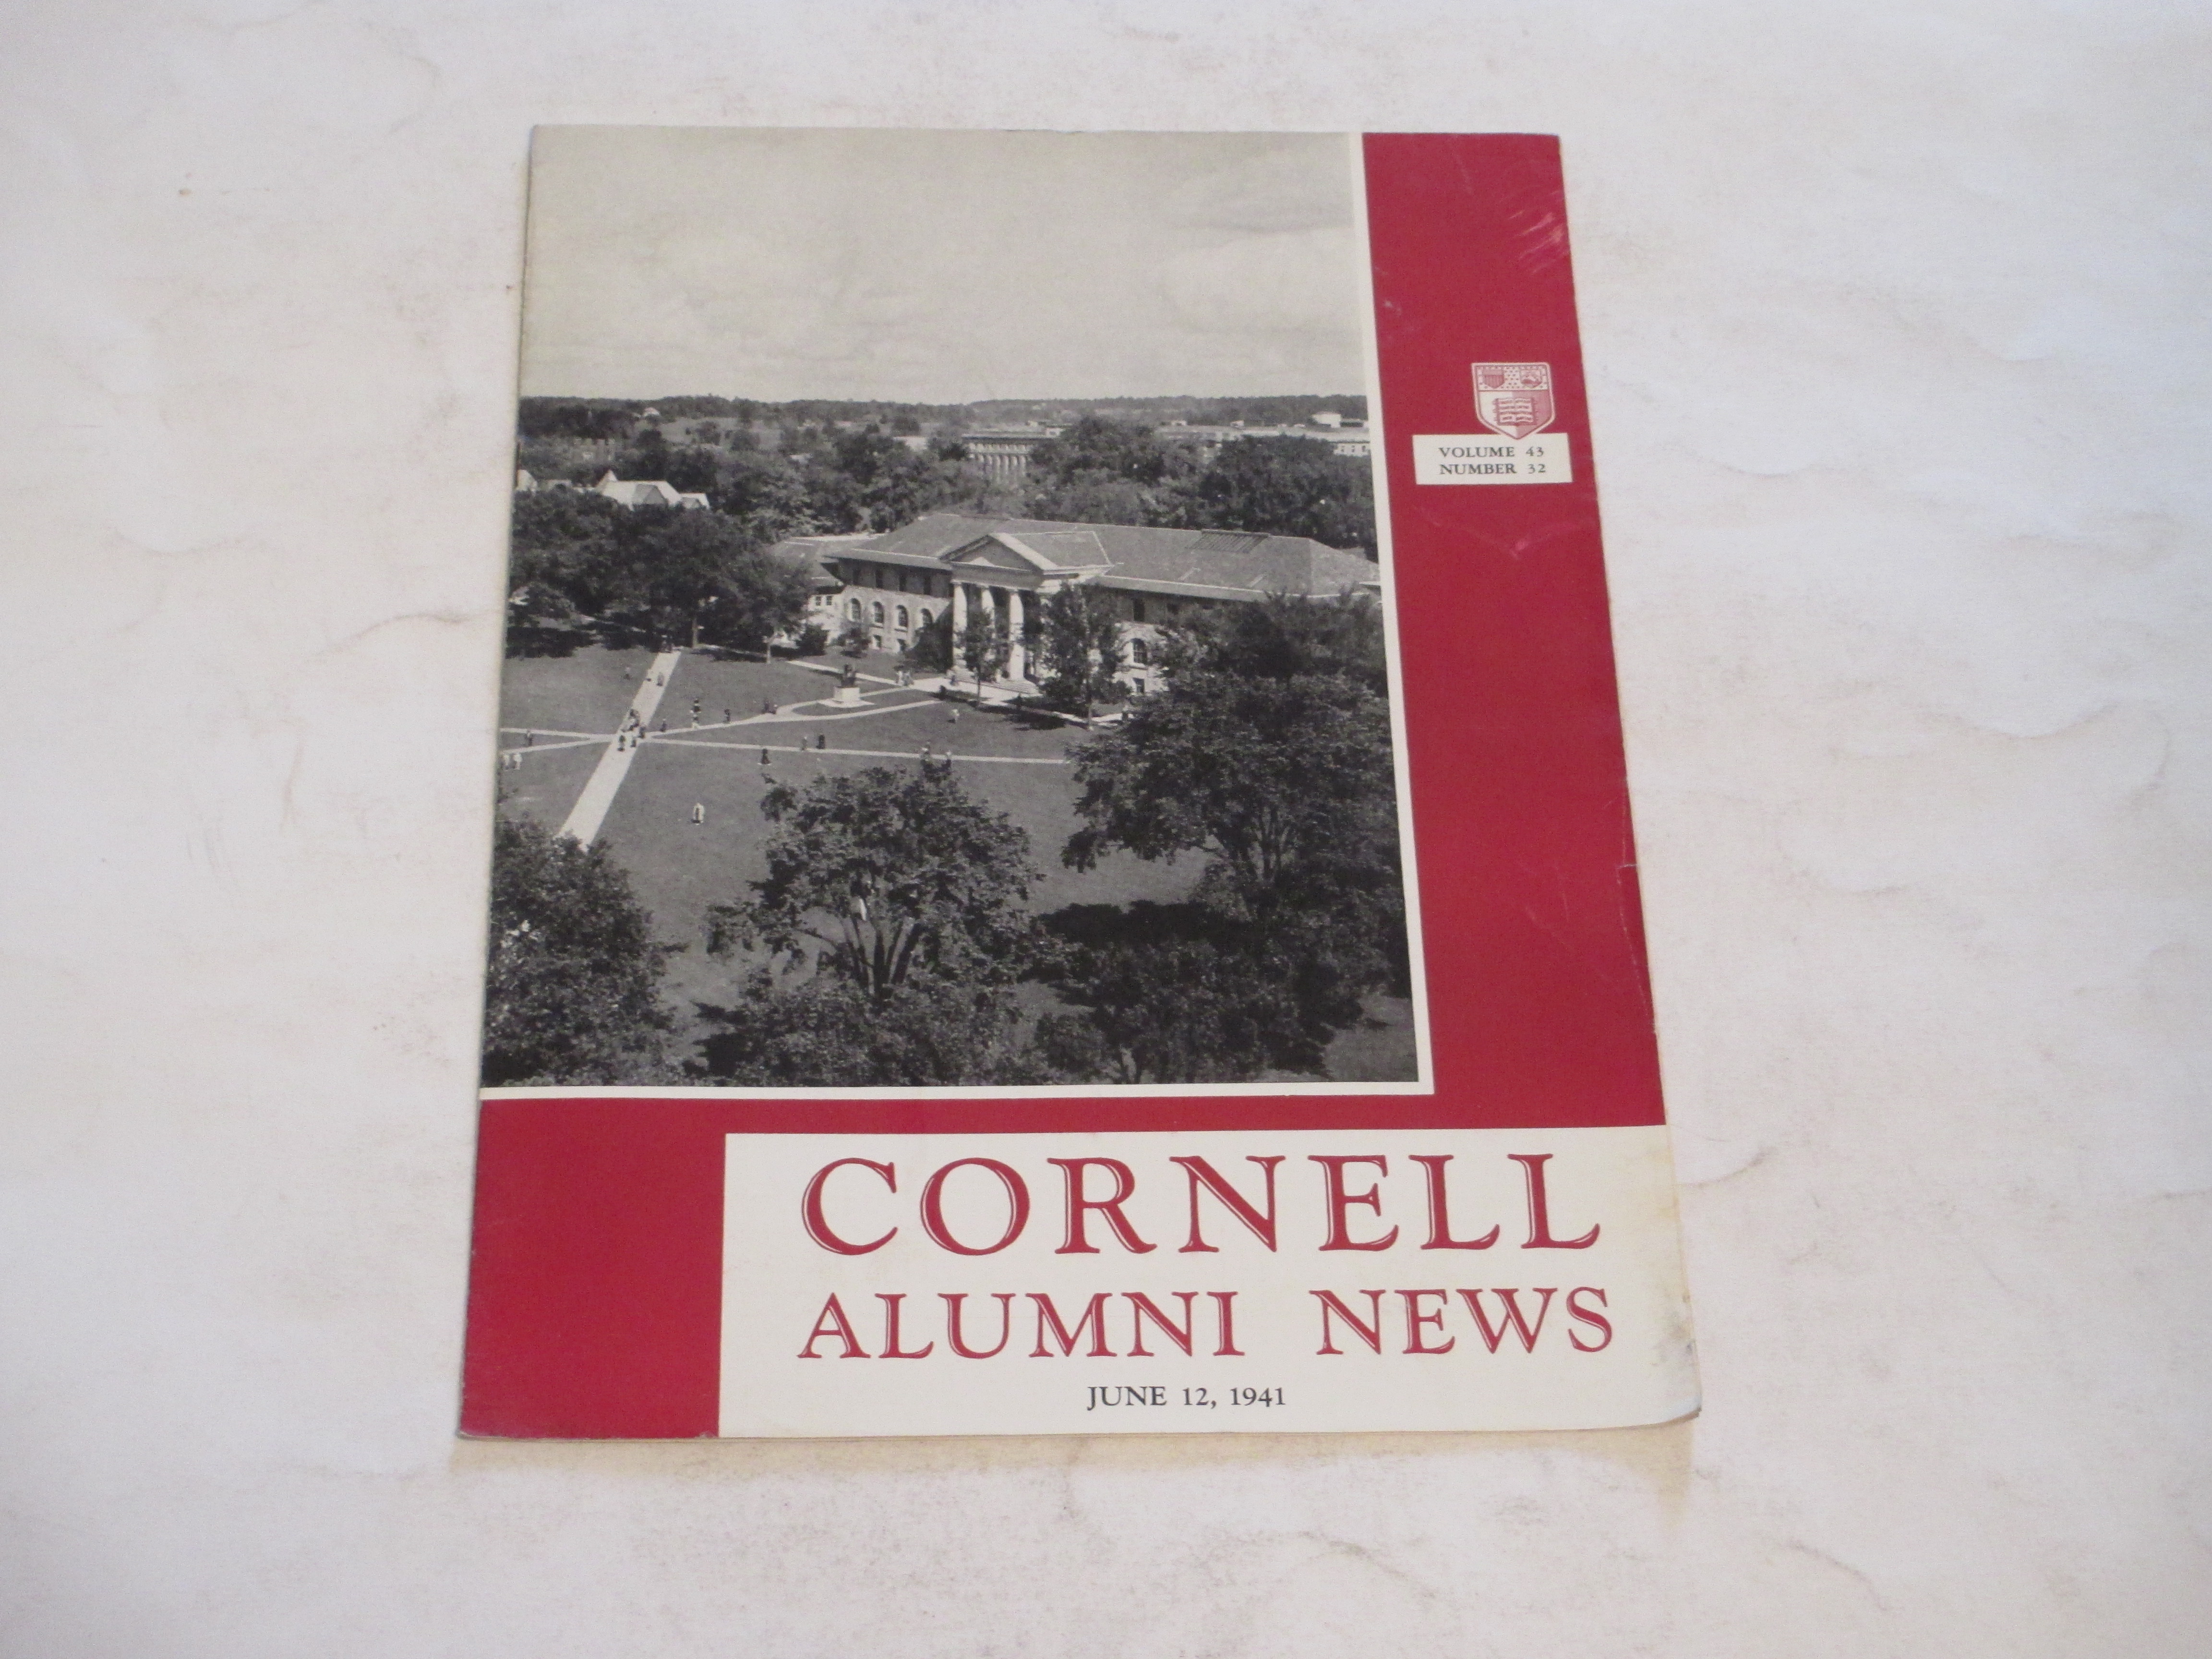 VOLUME 43
NUMBER 32
CORNELL
ALUMNI NEWS
JUNE 12, 1941